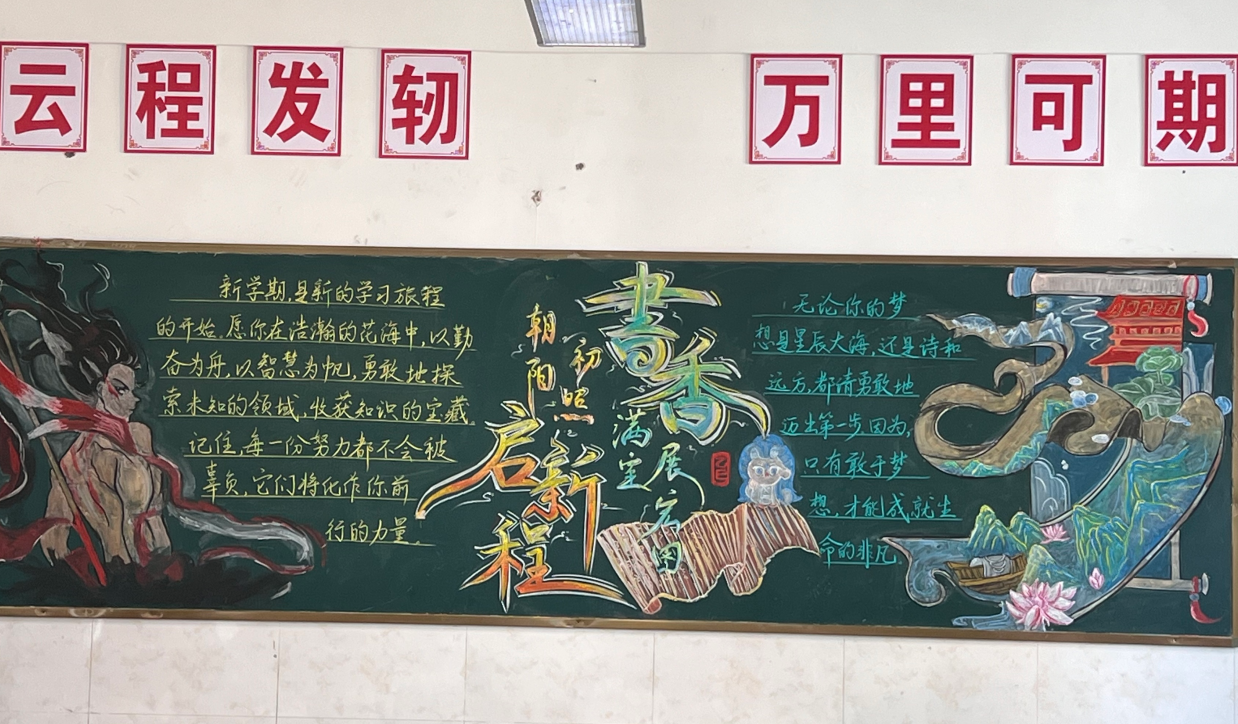 云程发轫 万里可期
新学期,是新的学习旅程
的开始.愿你在浩瀚的海中,以勤
奋为舟,以智慧为帆,勇敢地探
索未知的领域,收获知识的宝藏.
记住,每一份努力都不会被
辜负,它们将化作你前
行的力量.
朝阳
初照
启新程
書香
满室
展宏图
乙巳
无论你的梦
想是星辰大海,还是诗和
远方,都请勇敢地
迈出第一步因为,
只有敢于梦
想,才能成就生
命的非凡